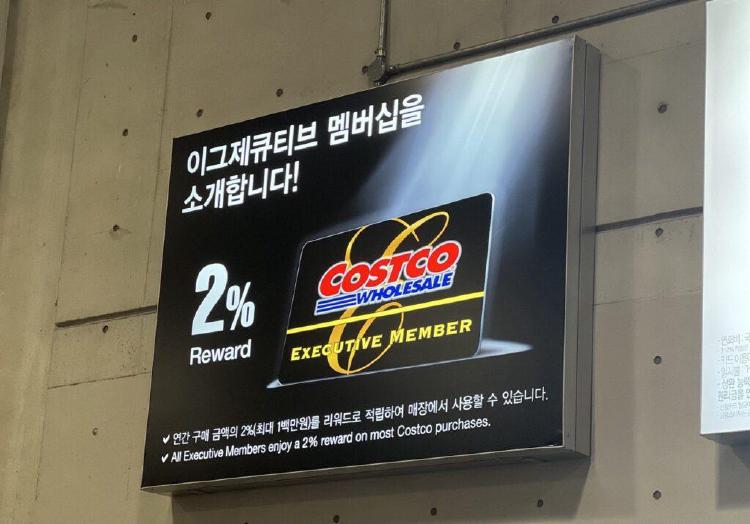 이그제큐티브 멤버십을
소개합니다!
2%
Reward
COSTCO
WHOLESALE
EXECUTIVE MEMBER
✓ 연간 구매 금액의 2%(최대 1백만원)를 리워드로 적립하여 매장에서 사용할 수 있습니다.
✓ All Executive Members enjoy a 2% reward on most Costco purchases.